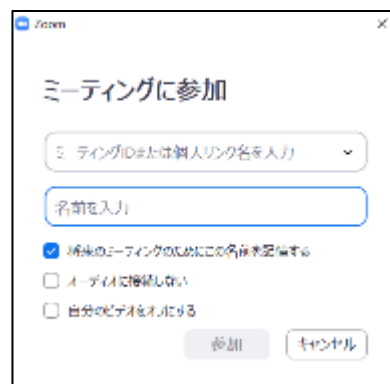 Zoom
ミーティングに参加
ミーティングIDまたは個人リンク名を入力
名前を入力
将来のミーティングのためにこの名前を記憶する
オーディオに接続しない
自分のビデオをオフにする
参加
キャンセル